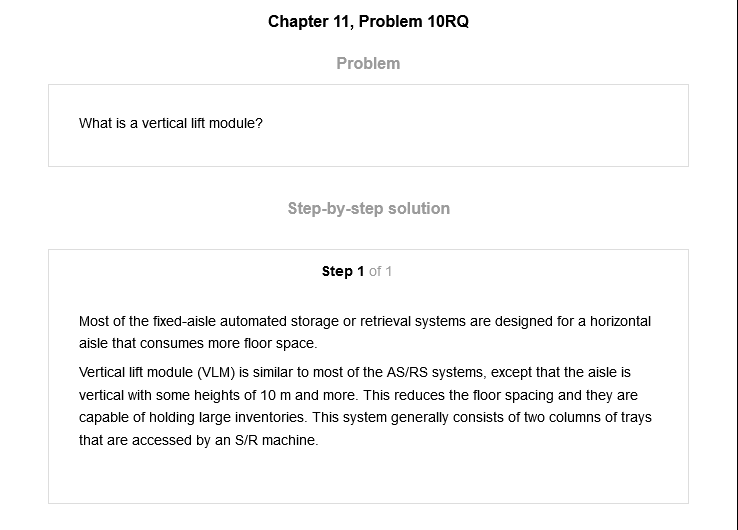 Chapter 11, Problem 10RQ
Problem
What is a vertical lift module?
Step-by-step solution
Step 1 of 1
Most of the fixed-aisle automated storage or retrieval systems are designed for a horizontal
aisle that consumes more floor space.
Vertical lift module (VLM) is similar to most of the AS/RS systems, except that the aisle is
vertical with some heights of 10 m and more. This reduces the floor spacing and they are
capable of holding large inventories. This system generally consists of two columns of trays
that are accessed by an S/R machine.